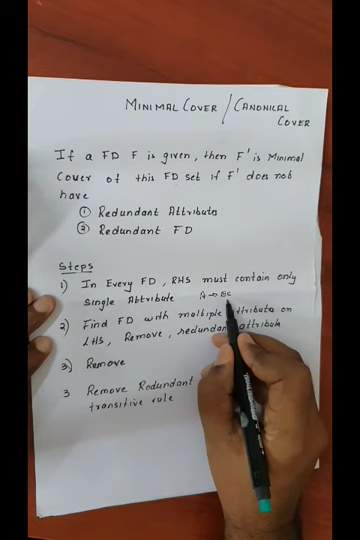 MINIMAL COVER / CANONICAL
COVER
If a FD F is given, then F' is Minimal
Cover of this FD set if F' does not
have
① Redundant Attributes
② Redundant FD
Steps
1) In Every FD, RHS must contain only
Single Attribute A → BC
2) Find FD with multiple Attributes on
LHS, Remove, redundant attribute
3) Remove
3 Remove Redundant
transitive rule